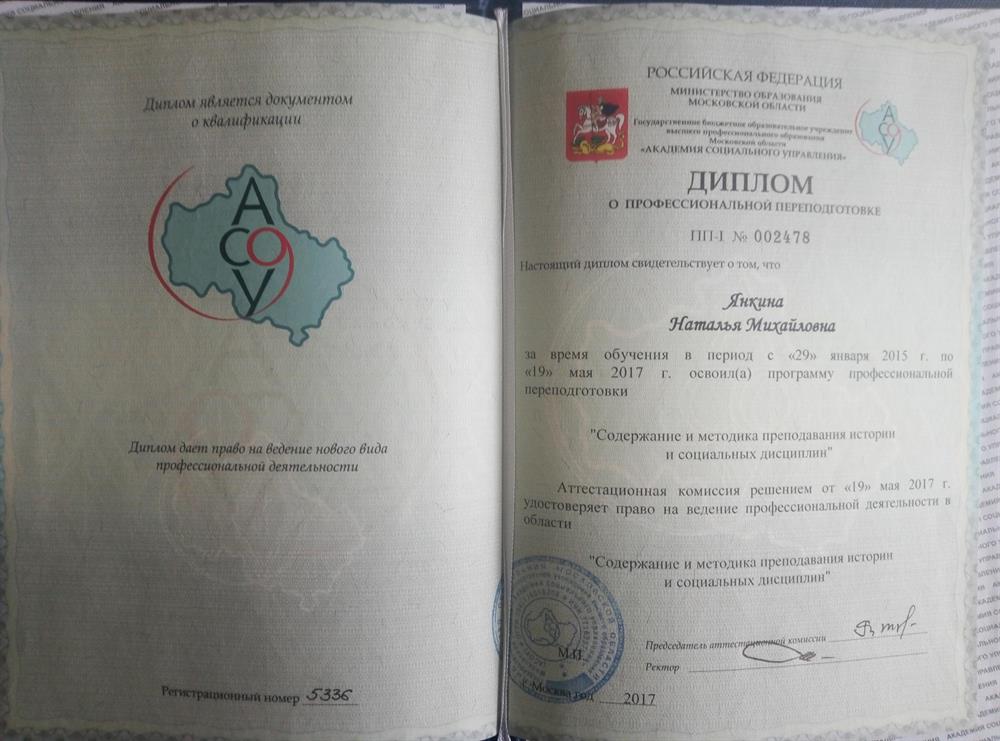 Диплом является документом
о квалификации
АСОУ
Диплом дает право на ведение нового вида
профессиональной деятельности
Регистрационный номер 5336
РОССИЙСКАЯ ФЕДЕРАЦИЯ
МИНИСТЕРСТВО ОБРАЗОВАНИЯ
МОСКОВСКОЙ ОБЛАСТИ
Государственное бюджетное образовательное учреждение
высшего профессионального образования
Московской области
«АКАДЕМИЯ СОЦИАЛЬНОГО УПРАВЛЕНИЯ»
АСОУ
ДИПЛОМ
О ПРОФЕССИОНАЛЬНОЙ ПЕРЕПОДГОТОВКЕ
ПП-I № 002478
Настоящий диплом свидетельствует о том, что
Янкина
Наталья Михайловна
за время обучения в период с «29» января 2015 г. по
«19» мая 2017 г. освоил(а) программу профессиональной
переподготовки
"Содержание и методика преподавания истории
и социальных дисциплин"
Аттестационная комиссия решением от «19» мая 2017 г.
удостоверяет право на ведение профессиональной деятельности в
области
"Содержание и методика преподавания истории
и социальных дисциплин"
Председатель аттестационной комиссии
М.П.
Ректор
г. Москва год 2017